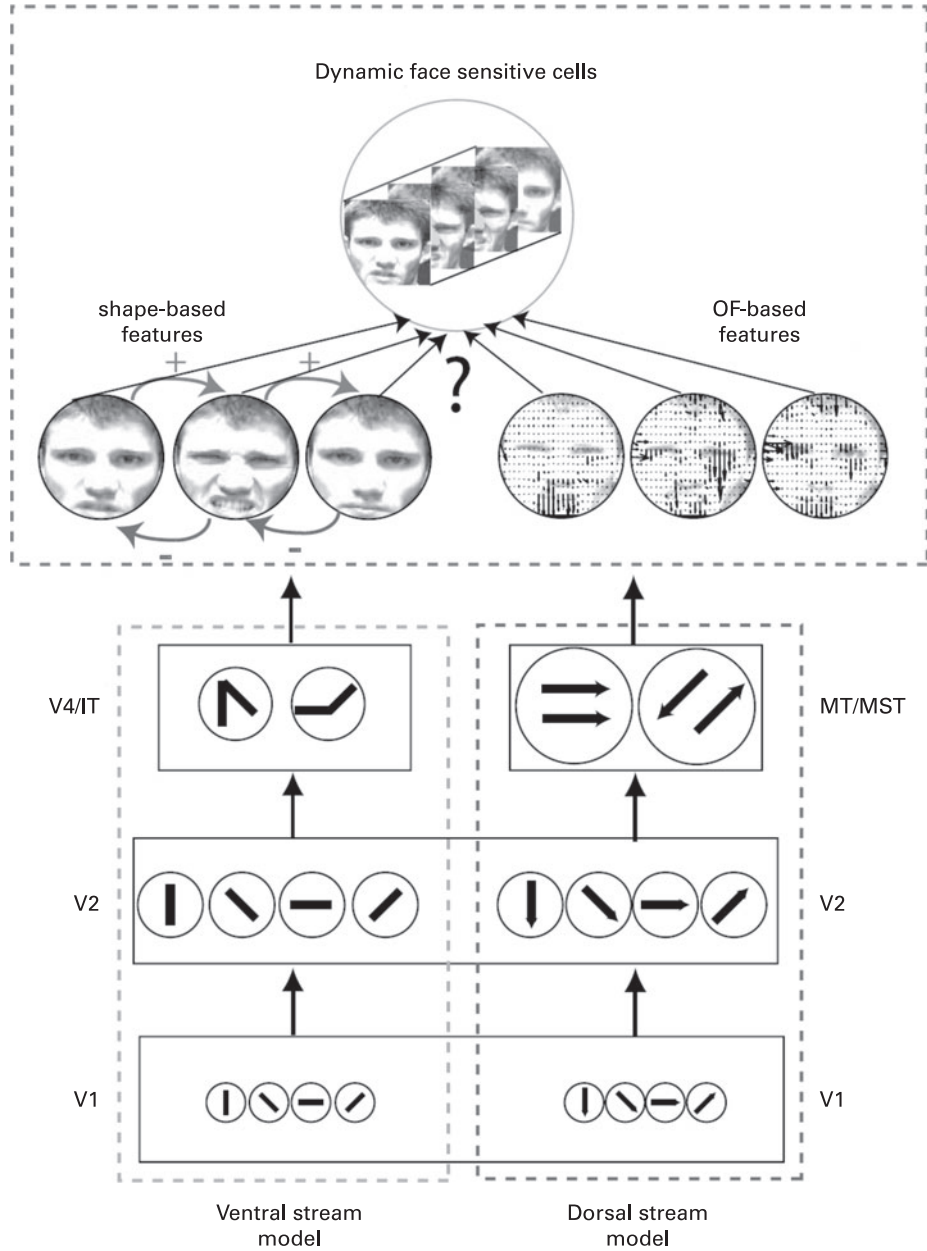 Dynamic face sensitive cells
shape-based
features
OF-based
features
+
+
?
-
-
V4/IT
MT/MST
V2
V2
V1
V1
Ventral stream
model
Dorsal stream
model